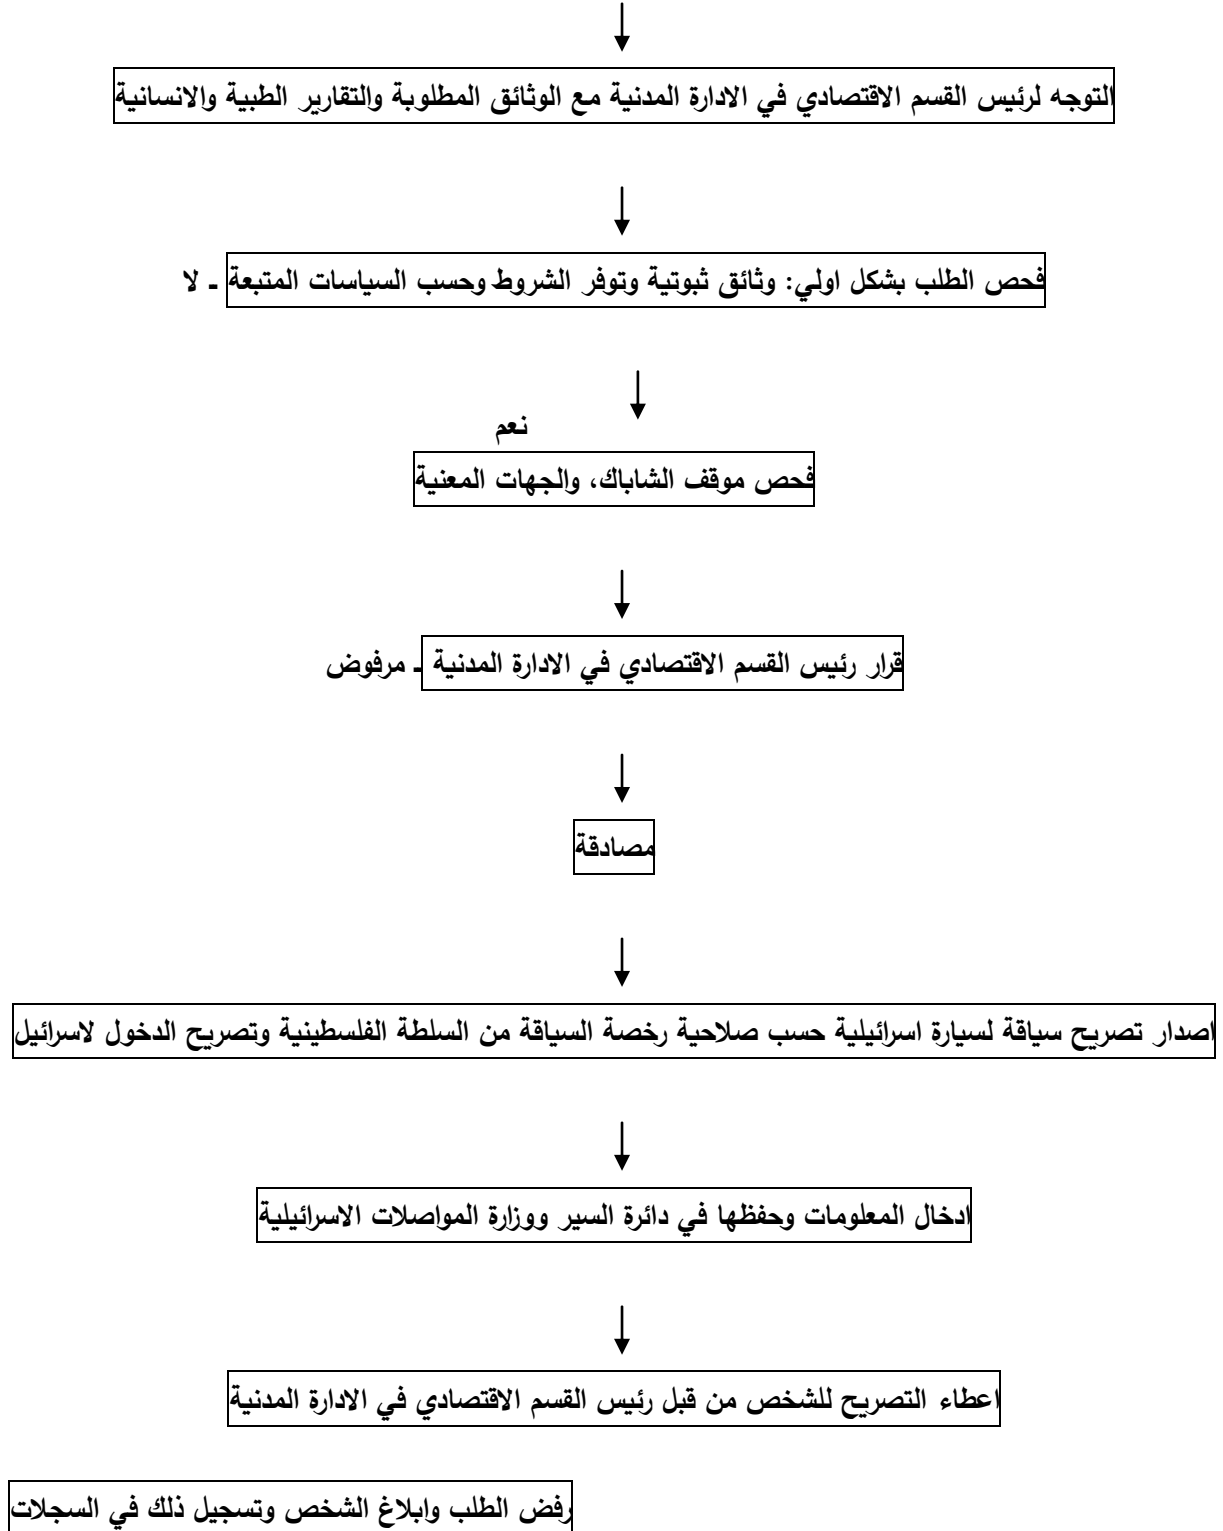 التوجه لرئيس القسم الاقتصادي في الادارة المدنية مع الوثائق المطلوبة والتقارير الطبية والانسانية
فحص الطلب بشكل اولي: وثائق ثبوتية وتوفر الشروط وحسب السياسات المتبعة - لا
نعم
فحص موقف الشاباك، والجهات المعنية
قرار رئيس القسم الاقتصادي في الادارة المدنية - مرفوض
مصادقة
اصدار تصريح سياقة لسيارة اسرائيلية حسب صلاحية رخصة السياقة من السلطة الفلسطينية وتصريح الدخول لاسرائيل
ادخال المعلومات وحفظها في دائرة السير ووزارة المواصلات الاسرائيلية
اعطاء التصريح للشخص من قبل رئيس القسم الاقتصادي في الادارة المدنية
رفض الطلب وابلاغ الشخص وتسجيل ذلك في السجلات